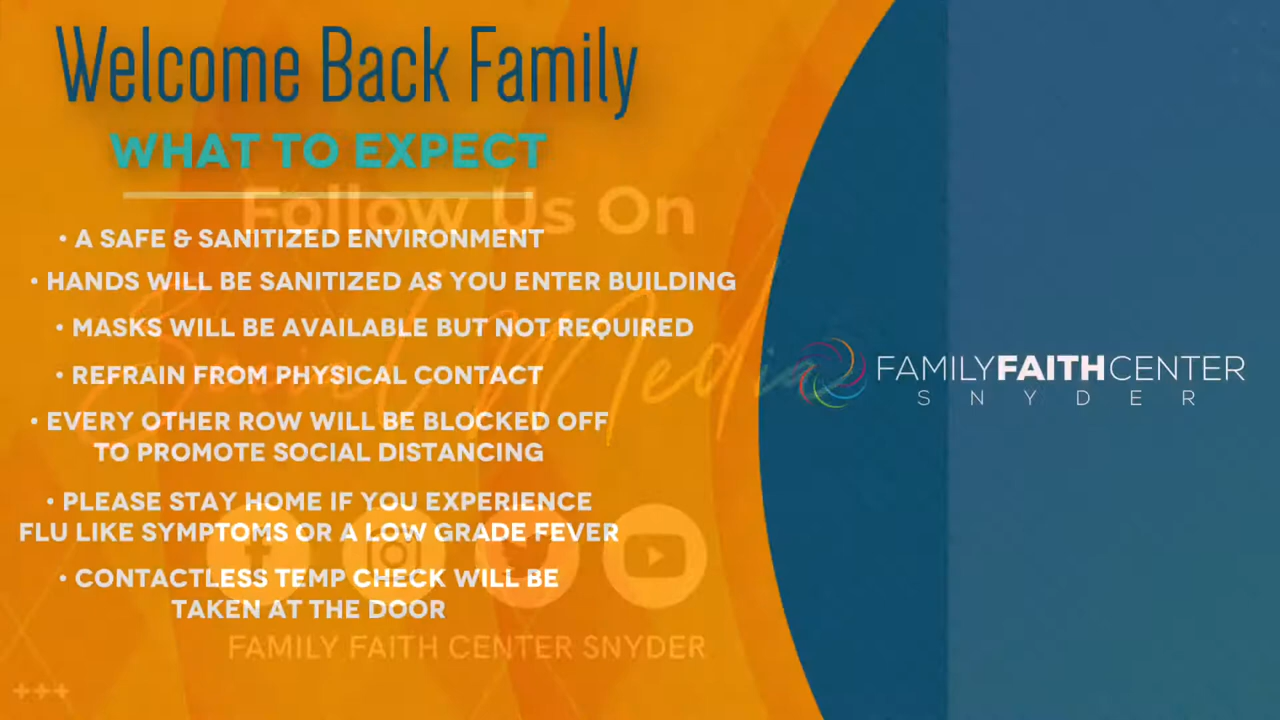 Welcome Back Family
WHAT TO EXPECT
Follow Us On
• A SAFE & SANITIZED ENVIRONMENT
• HANDS WILL BE SANITIZED AS YOU ENTER BUILDING
• MASKS WILL BE AVAILABLE BUT NOT REQUIRED
Social Media
FAMILYFAITHCENTER
SNYDER
• REFRAIN FROM PHYSICAL CONTACT
• EVERY OTHER ROW WILL BE BLOCKED OFF
TO PROMOTE SOCIAL DISTANCING
• PLEASE STAY HOME IF YOU EXPERIENCE
FLU LIKE SYMPTOMS OR A LOW GRADE FEVER
• CONTACTLESS TEMP CHECK WILL BE
TAKEN AT THE DOOR
FAMILY FAITH CENTER SNYDER
+++